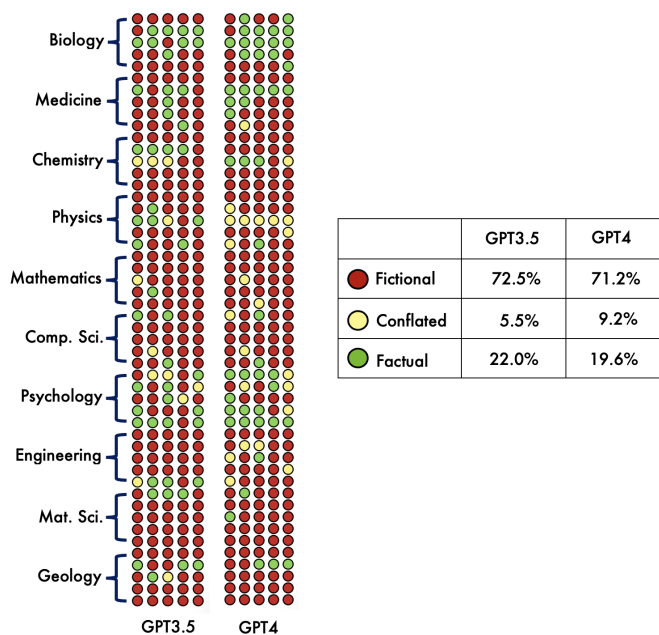 Biology
Medicine
Chemistry
Physics
Mathematics
Comp. Sci.
Psychology
Engineering
Mat. Sci.
Geology
GPT3.5 GPT4
GPT3.5 GPT4
Fictional 72.5% 71.2%
Conflated 5.5% 9.2%
Factual 22.0% 19.6%